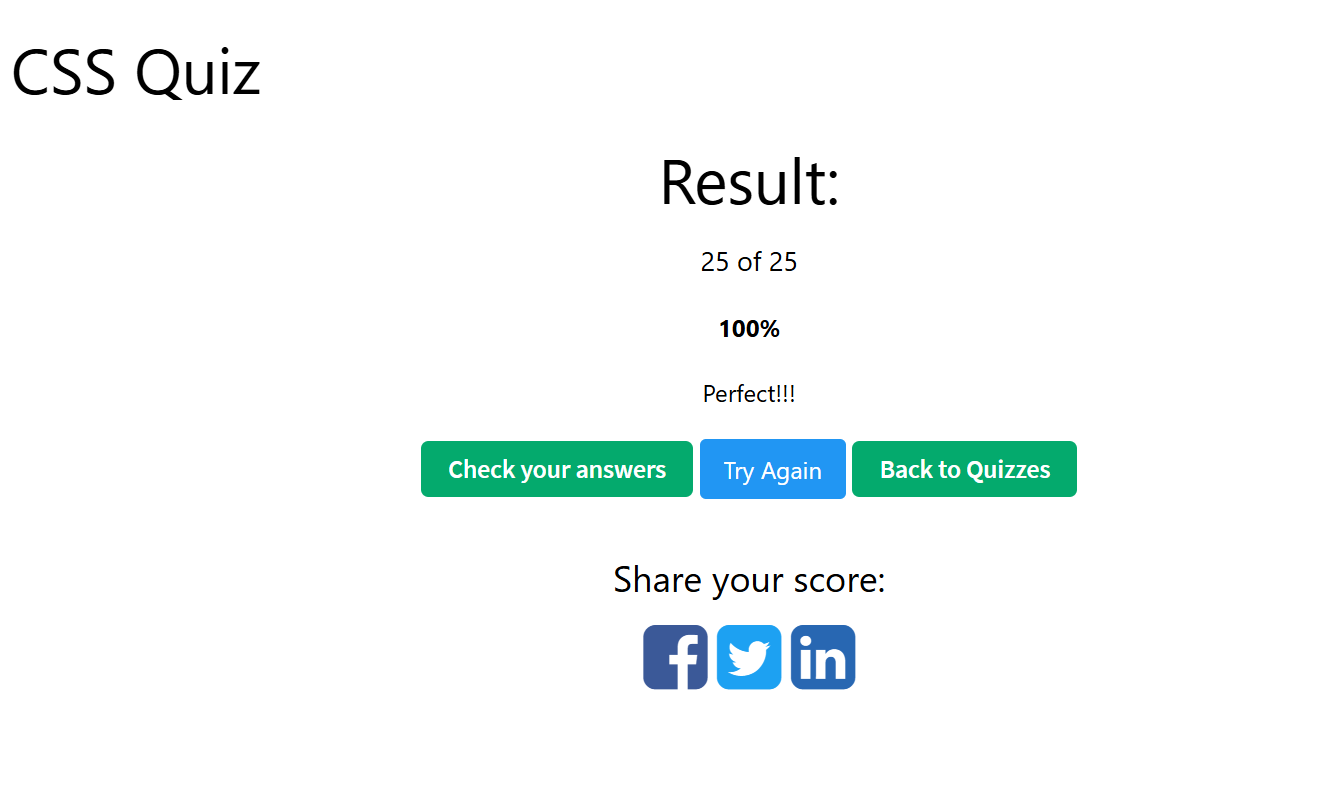 CSS Quiz
Result:
25 of 25
100%
Perfect!!!
Check your answers
Try Again
Back to Quizzes
Share your score:
f
in